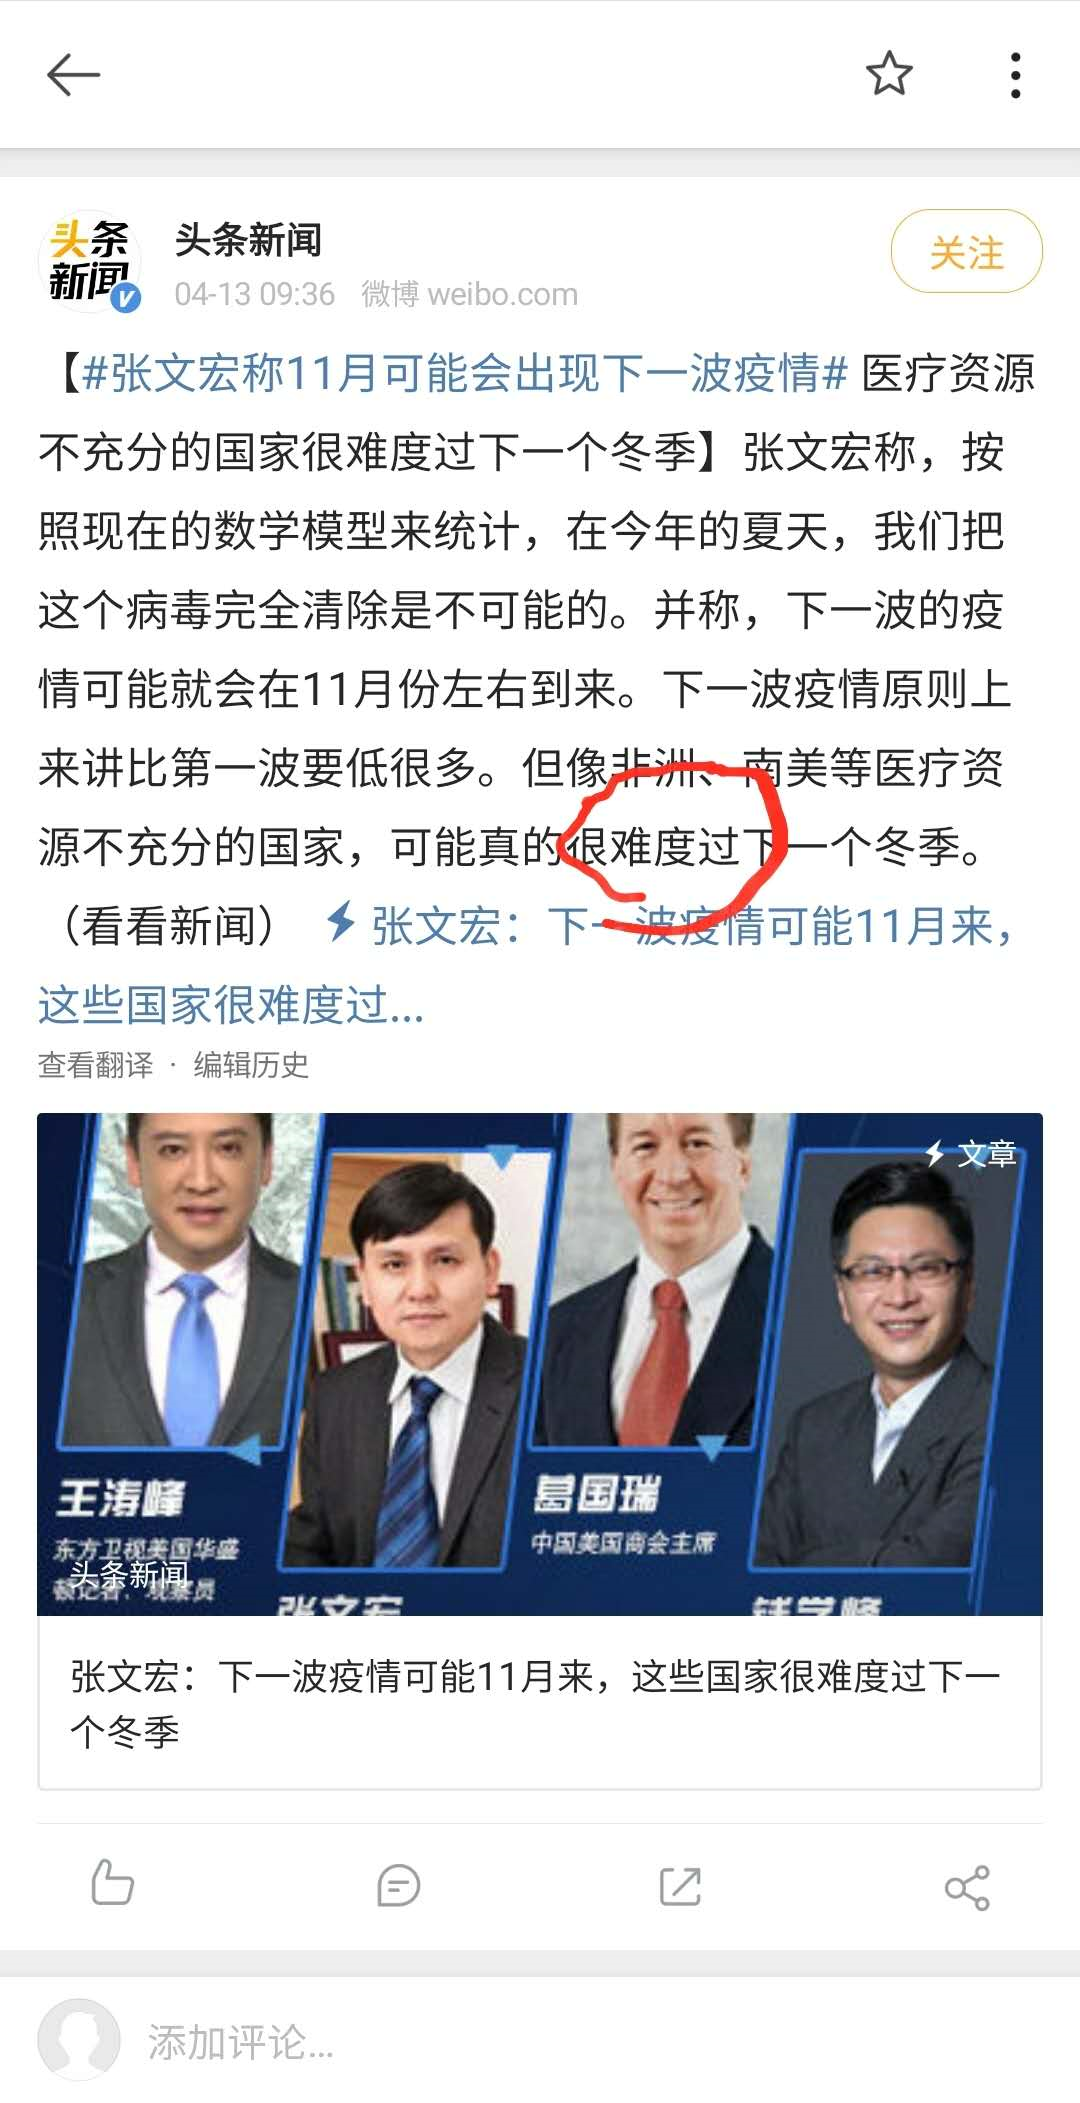 头条新闻
头条
新闻
V
04-13 09:36 微博 weibo.com
关注
【#张文宏称11月可能会出现下一波疫情# 医疗资源
不充分的国家很难度过下一个冬季】张文宏称，按
照现在的数学模型来统计，在今年的夏天，我们把
这个病毒完全清除是不可能的。并称，下一波的疫
情可能就会在11月份左右到来。下一波疫情原则上
来讲比第一波要低很多。但像非洲、南美等医疗资
源不充分的国家，可能真的很难度过下一个冬季。
（看看新闻） 张文宏：下一波疫情可能11月来，
这些国家很难度过...
查看翻译 · 编辑历史
文章
王涛峰
东方卫视美国华盛
顿记者、观察员
头条新闻
张文宏
葛国瑞
中国美国商会主席
钱学锋
张文宏：下一波疫情可能11月来，这些国家很难度过下一
个冬季
添加评论...